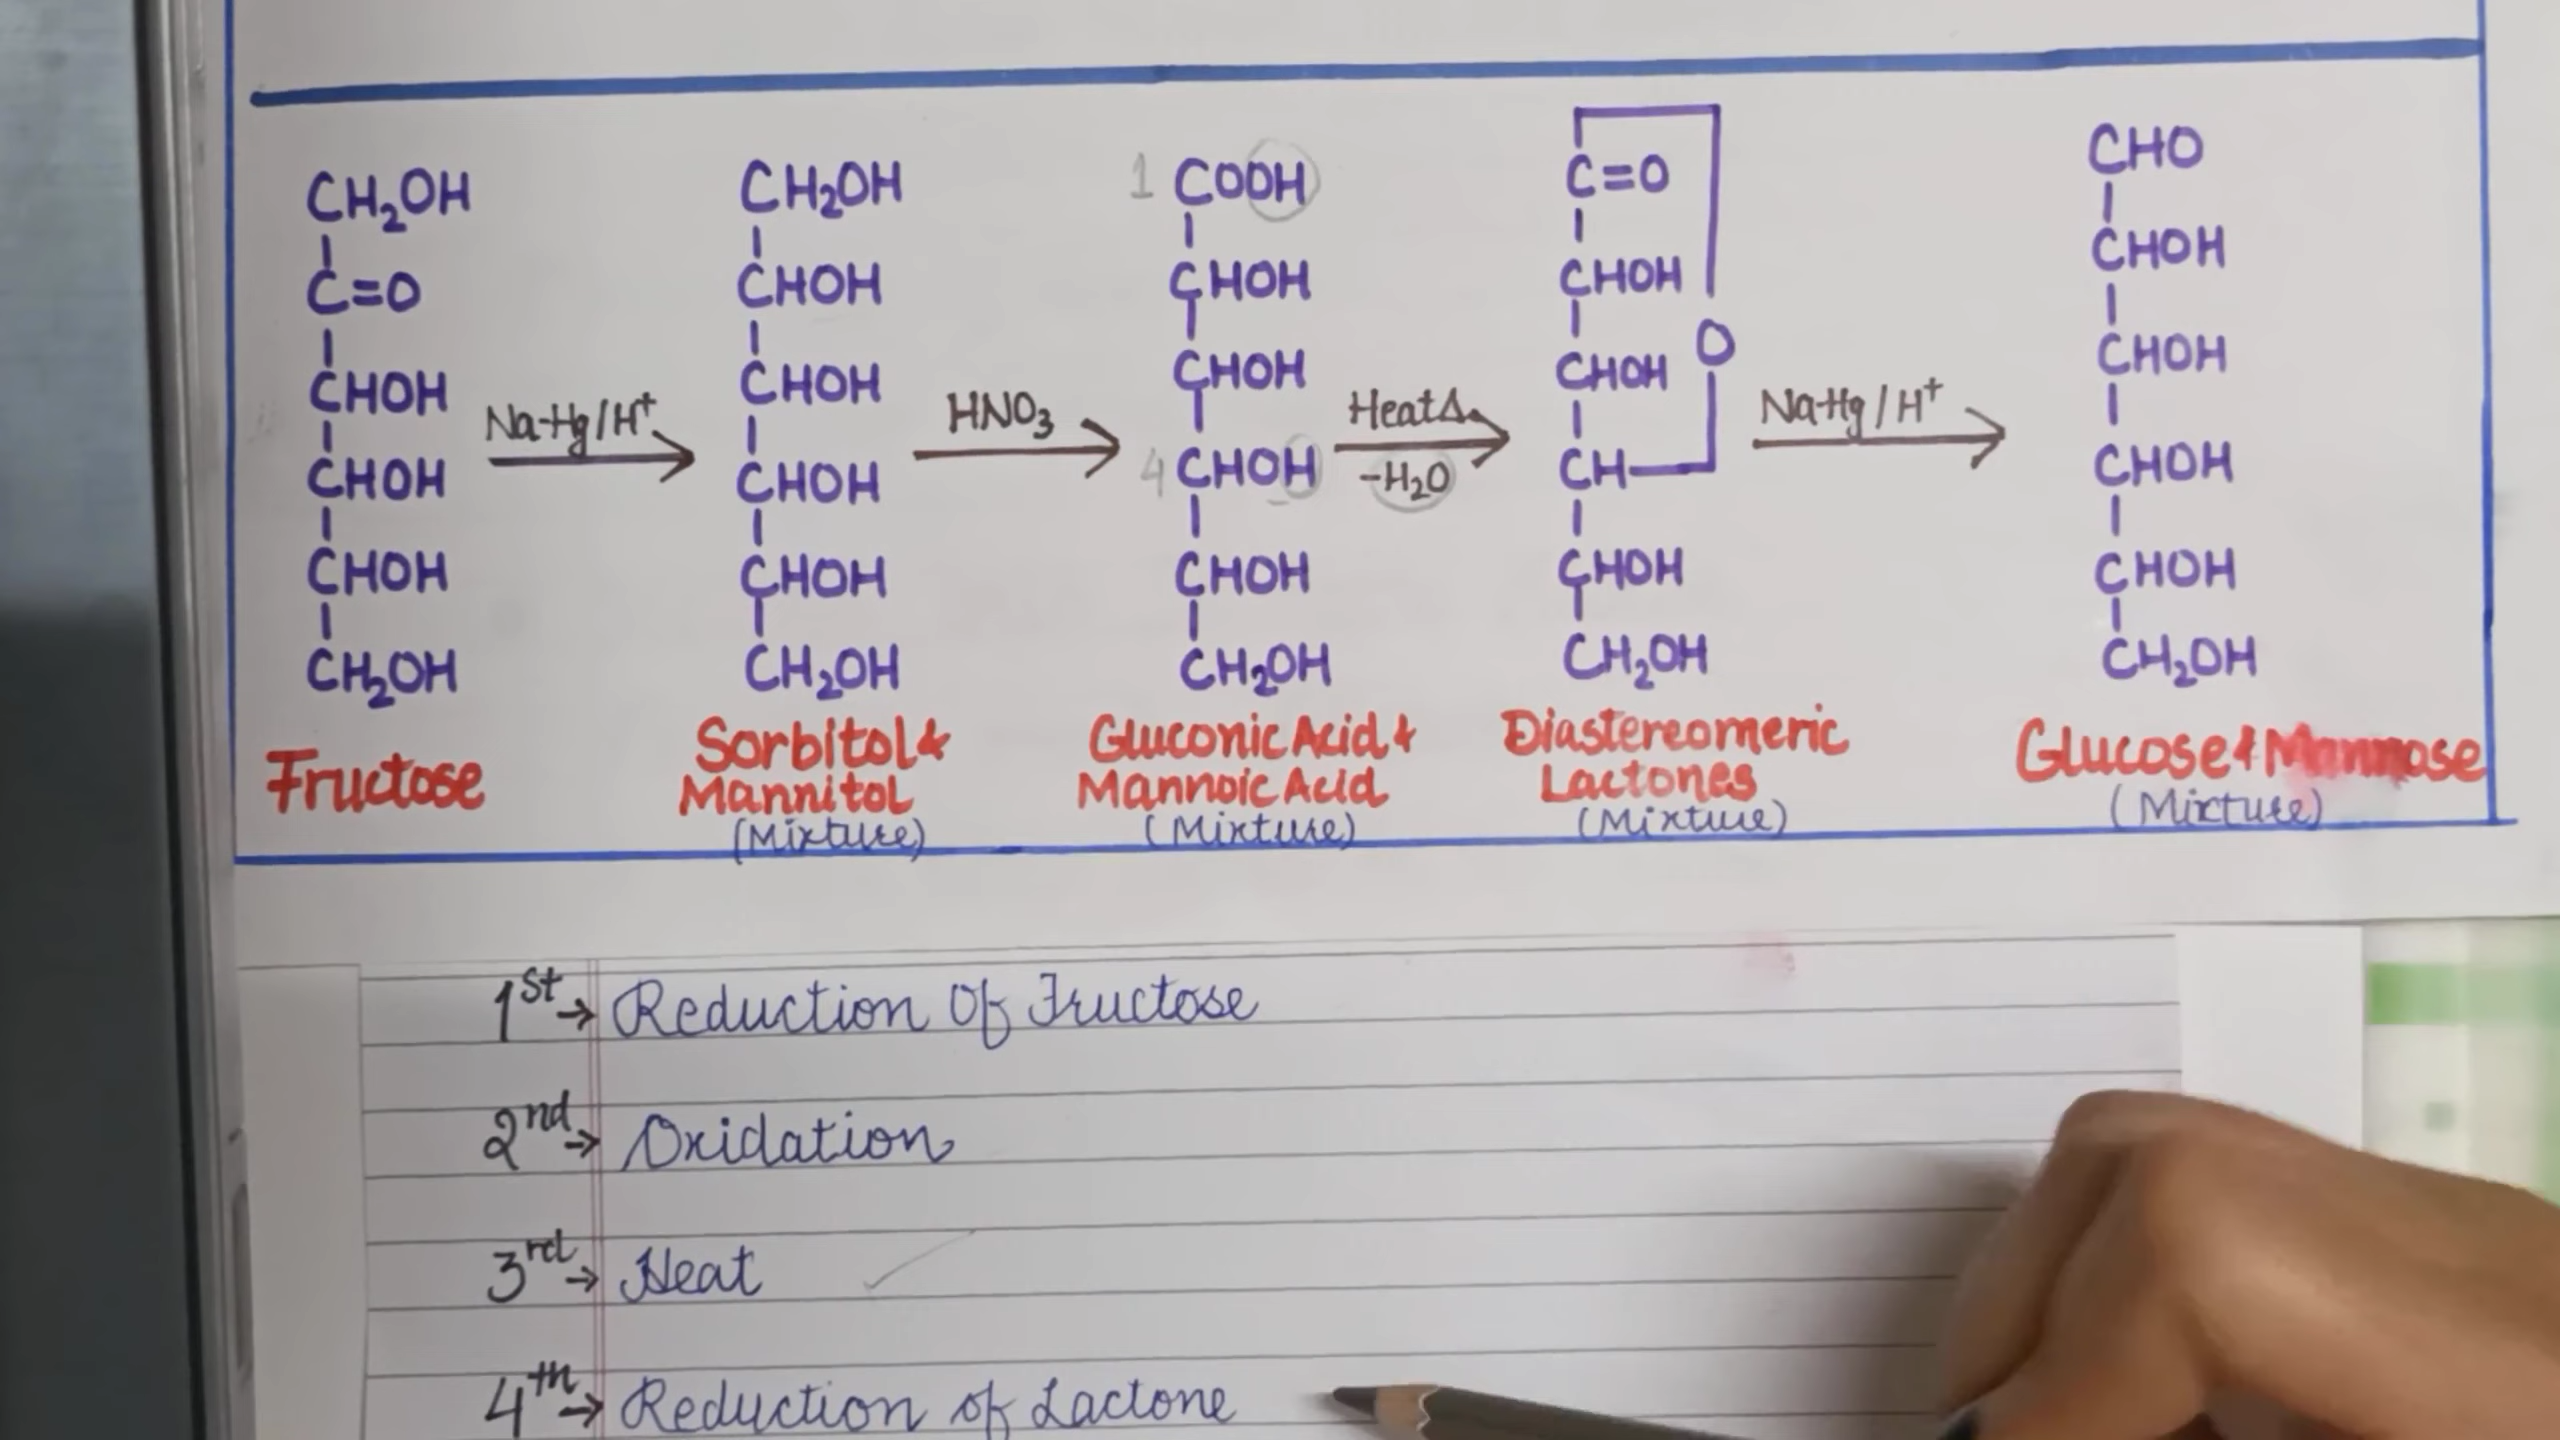 CH₂OH
C=O
CHOH
CHOH
CHOH
CH₂OH
Fructose
Na-Hg/H⁺
CH₂OH
CHOH
CHOH
CHOH
CHOH
CH₂OH
Sorbitol &
Mannitol
(Mixture)
HNO₃
1 COOH
CHOH
CHOH
4 CHOH
CHOH
CH₂OH
Gluconic Acid &
Mannoic Acid
(Mixture)
Heat Δ
-H₂O
C=O
CHOH
CHOH
O
CH
CHOH
CH₂OH
Diastereomeric
Lactones
(Mixture)
Na-Hg/H⁺
CHO
CHOH
CHOH
CHOH
CHOH
CH₂OH
Glucose & Mannose
(Mixture)
1st → Reduction Of Fructose
2nd → Oxidation
3rd → Heat
4th → Reduction of Lactone